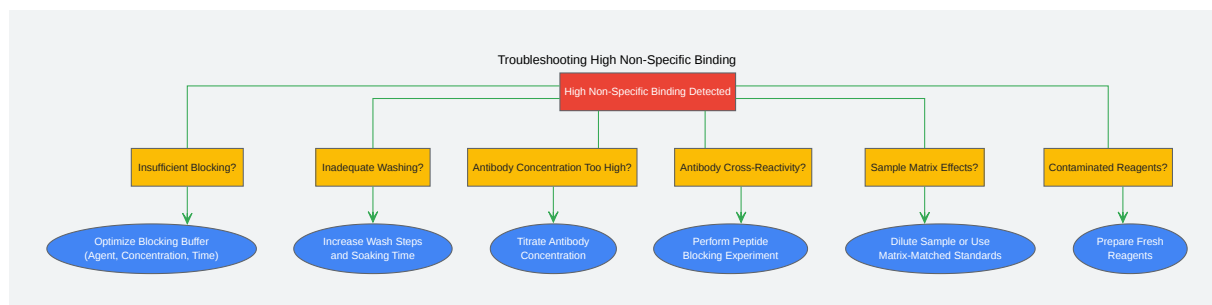 Troubleshooting High Non-Specific Binding
High Non-Specific Binding Detected
Insufficient Blocking?
Inadequate Washing?
Antibody Concentration Too High?
Antibody Cross-Reactivity?
Sample Matrix Effects?
Contaminated Reagents?
Optimize Blocking Buffer
(Agent, Concentration, Time)
Increase Wash Steps
and Soaking Time
Titrate Antibody
Concentration
Perform Peptide
Blocking Experiment
Dilute Sample or Use
Matrix-Matched Standards
Prepare Fresh
Reagents